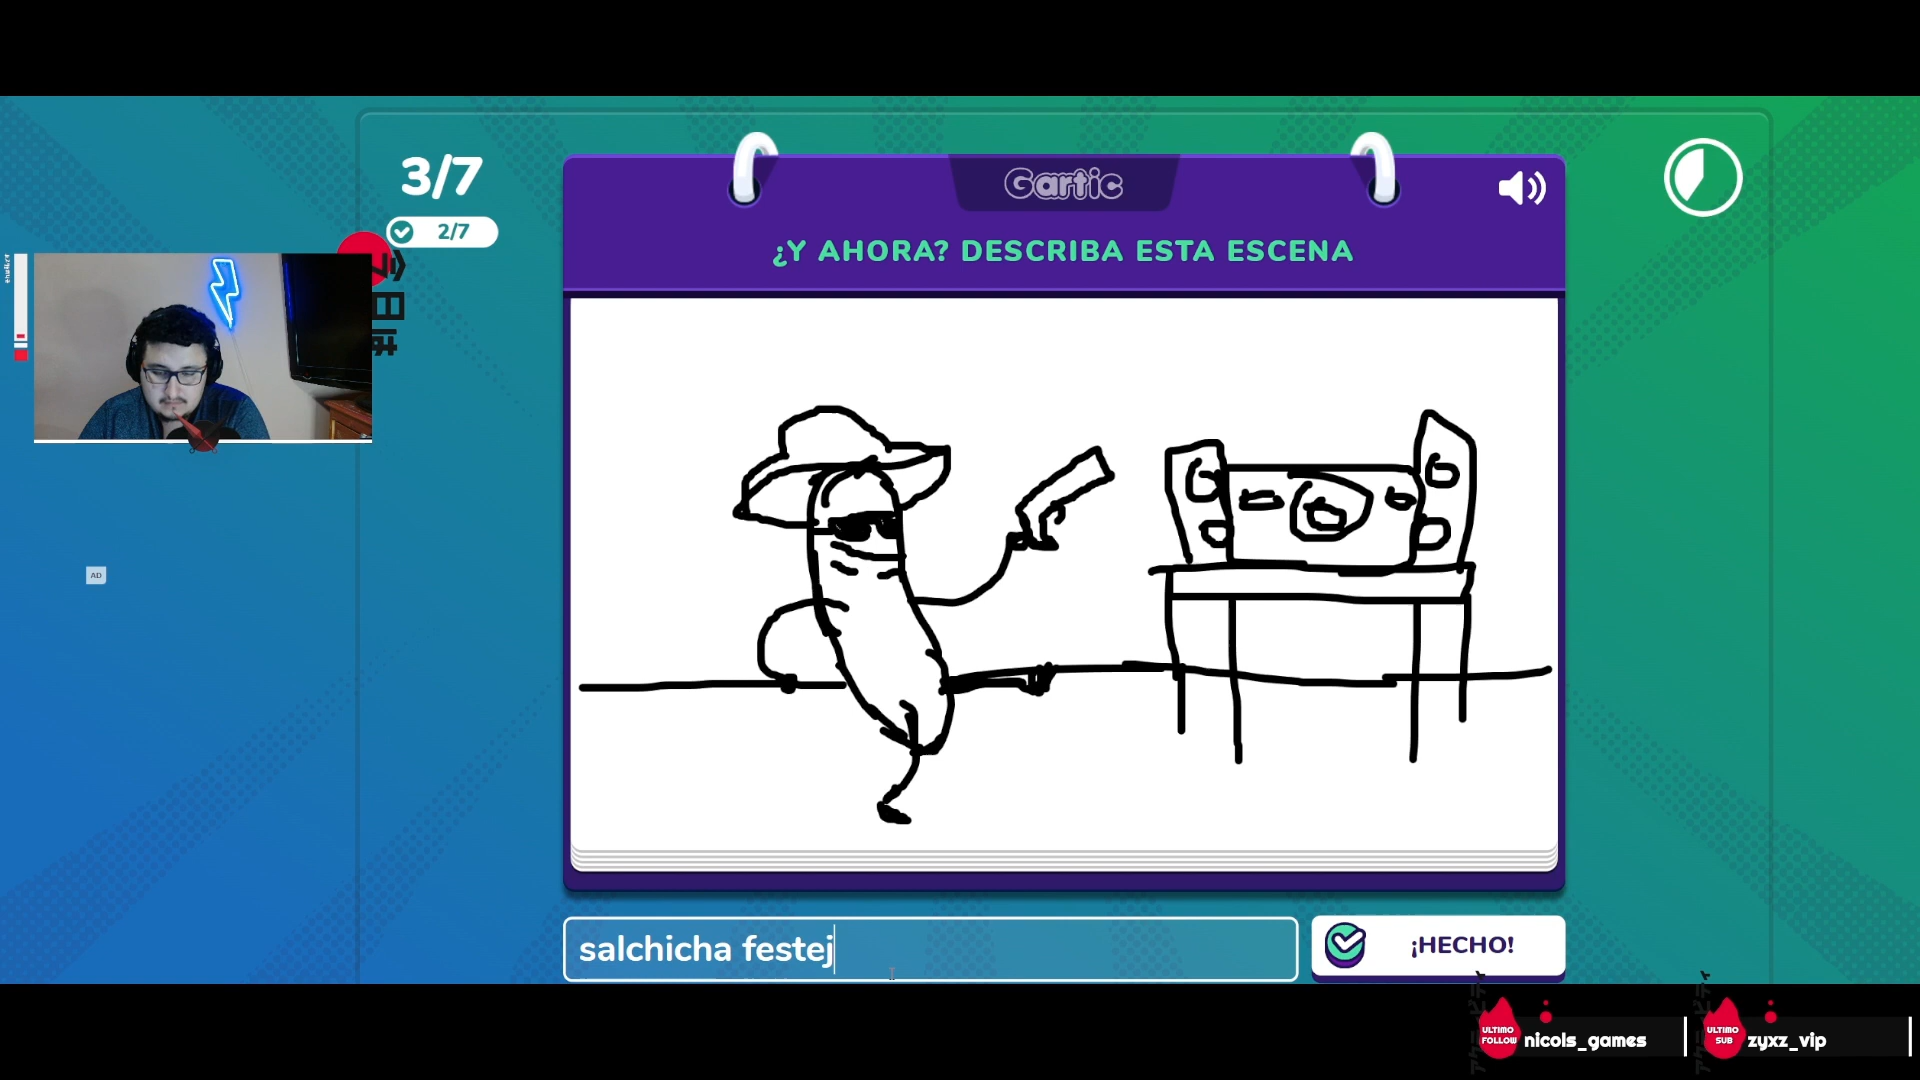 3/7
2/7
Gartic
¿Y AHORA? DESCRIBA ESTA ESCENA
AD
salchicha festej
¡HECHO!
ULTIMO FOLLOW
nicols_games
ULTIMO SUB
zyxz_vip